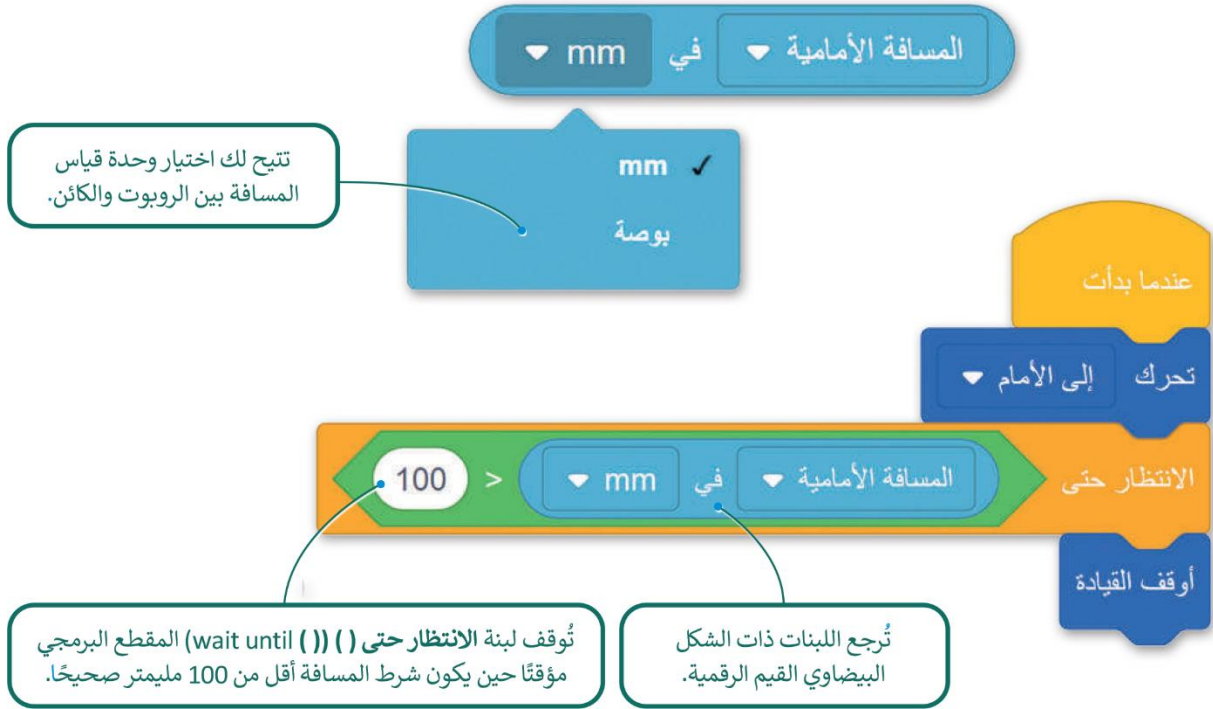 المسافة الأمامية في mm
mm ✓
بوصة
تتيح لك اختيار وحدة قياس
المسافة بين الروبوت والكائن.
عندما بدأت
تحرك إلى الأمام
الانتظار حتى المسافة الأمامية في mm > 100
أوقف القيادة
تُرجع اللبنات ذات الشكل
البيضاوي القيم الرقمية.
تُوقف لبنة الانتظار حتى ( ) (wait until ( )) المقطع البرمجي
مؤقتًا حين يكون شرط المسافة أقل من 100 مليمتر صحيحًا.